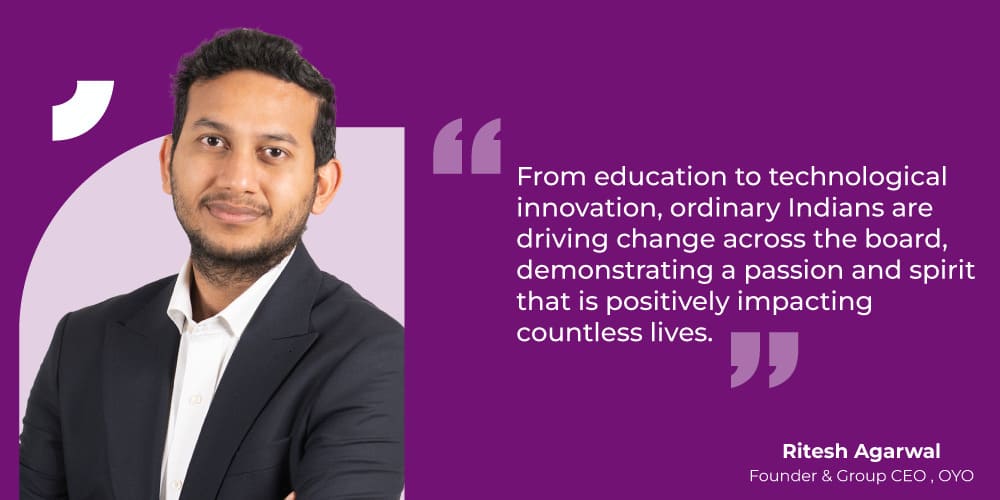 From education to technological
innovation, ordinary Indians are
driving change across the board,
demonstrating a passion and spirit
that is positively impacting
countless lives.
Ritesh Agarwal
Founder & Group CEO , OYO